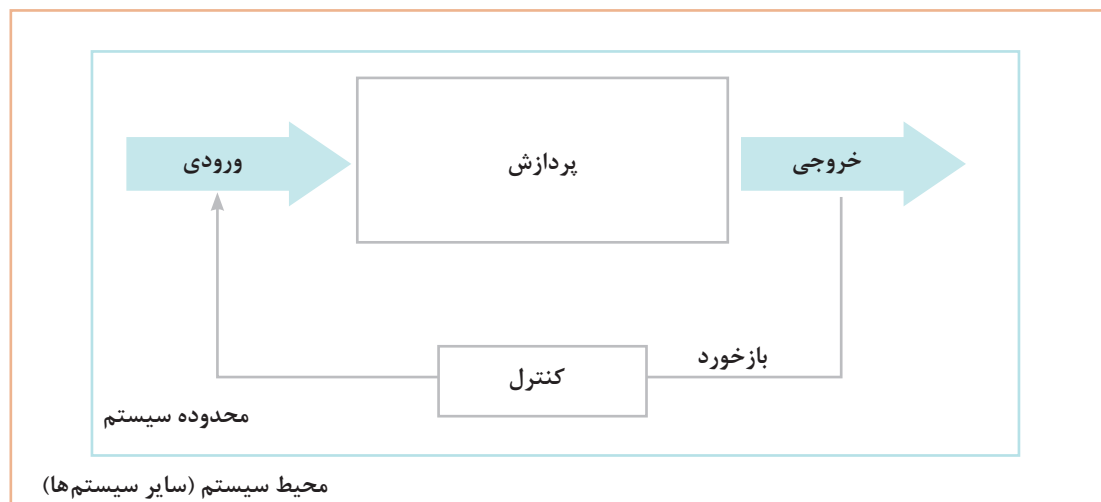 ورودی
پردازش
خروجی
بازخورد
کنترل
محدوده سیستم
محیط سیستم (سایر سیستم‌ها)